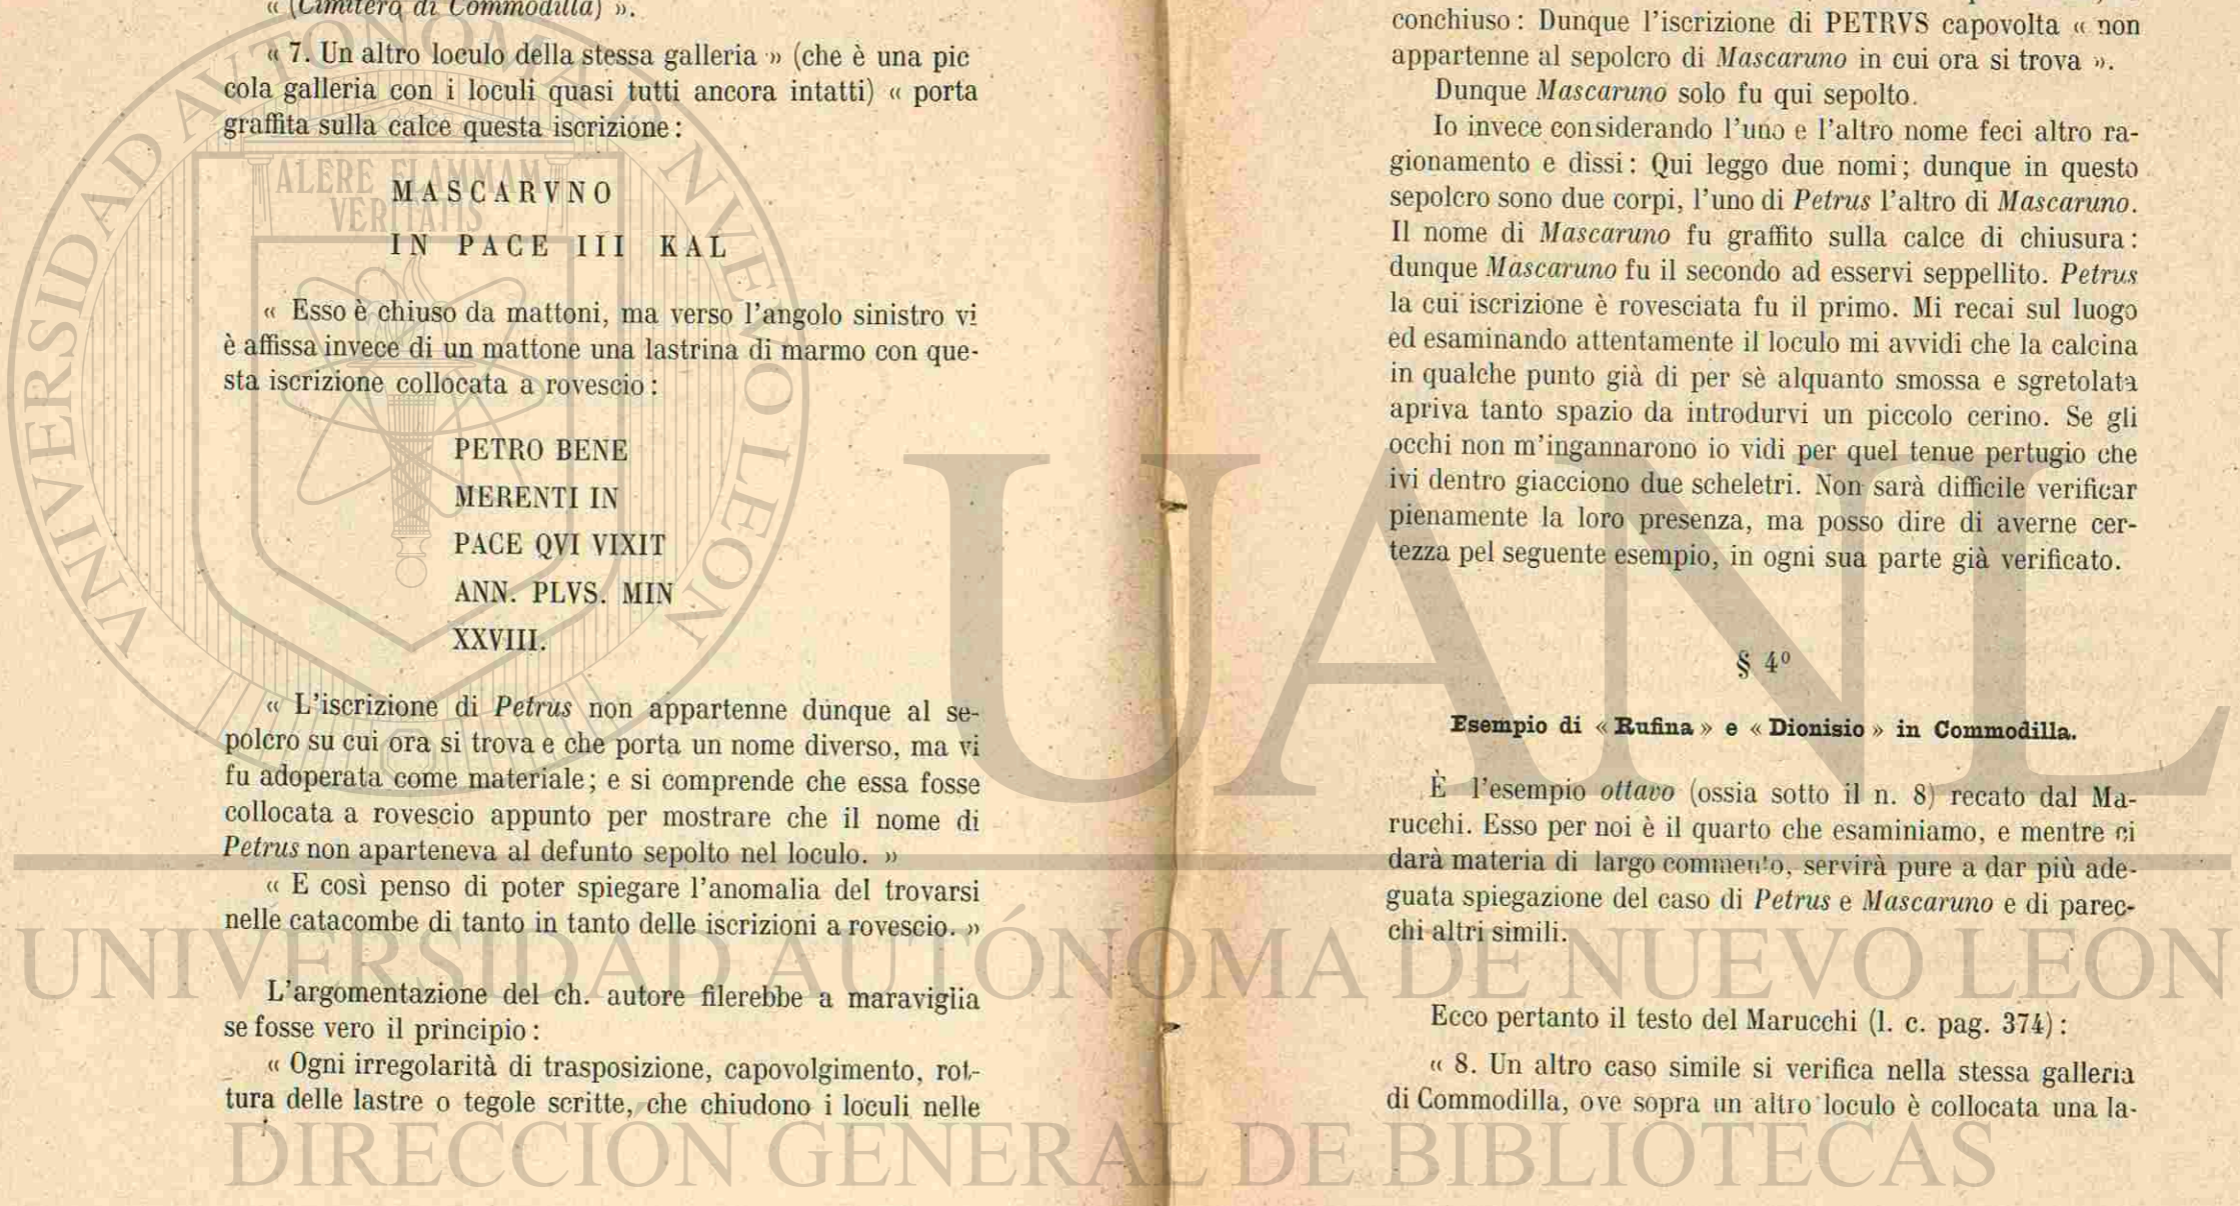 « (Cimitero di Commodilla) ».
« 7. Un altro loculo della stessa galleria » (che è una pic
cola galleria con i loculi quasi tutti ancora intatti) « porta
graffita sulla calce questa iscrizione :
MASCARVNO
IN PACE III KAL
« Esso è chiuso da mattoni, ma verso l'angolo sinistro vi
è affissa invece di un mattone una lastrina di marmo con que-
sta iscrizione collocata a rovescio :
PETRO BENE
MERENTI IN
PACE QVI VIXIT
ANN. PLVS. MIN
XXVIII.
« L'iscrizione di Petrus non appartenne dunque al se-
polcro su cui ora si trova e che porta un nome diverso, ma vi
fu adoperata come materiale; e si comprende che essa fosse
collocata a rovescio appunto per mostrare che il nome di
Petrus non aparteneva al defunto sepolto nel loculo. »
« E così penso di poter spiegare l'anomalia del trovarsi
nelle catacombe di tanto in tanto delle iscrizioni a rovescio. »
L'argomentazione del ch. autore filerebbe a maraviglia
se fosse vero il principio :
« Ogni irregolarità di trasposizione, capovolgimento, rot-
tura delle lastre o tegole scritte, che chiudono i loculi nelle
conchiuso : Dunque l'iscrizione di PETRVS capovolta « non
appartenne al sepolcro di Mascaruno in cui ora si trova ».
Dunque Mascaruno solo fu qui sepolto.
Io invece considerando l'uno e l'altro nome feci altro ra-
gionamento e dissi : Qui leggo due nomi; dunque in questo
sepolcro sono due corpi, l'uno di Petrus l'altro di Mascaruno.
Il nome di Mascaruno fu graffito sulla calce di chiusura :
dunque Mascaruno fu il secondo ad esservi seppellito. Petrus
la cui iscrizione è rovesciata fu il primo. Mi recai sul luogo
ed esaminando attentamente il loculo mi avvidi che la calcina
in qualche punto già di per sè alquanto smossa e sgretolata
apriva tanto spazio da introdurvi un piccolo cerino. Se gli
occhi non m'ingannarono io vidi per quel tenue pertugio che
ivi dentro giacciono due scheletri. Non sarà difficile verificar
pienamente la loro presenza, ma posso dire di averne cer-
tezza pel seguente esempio, in ogni sua parte già verificato.
§ 4º
Esempio di « Rufina » e « Dionisio » in Commodilla.
È l'esempio ottavo (ossia sotto il n. 8) recato dal Ma-
rucchi. Esso per noi è il quarto che esaminiamo, e mentre ci
darà materia di largo commento, servirà pure a dar più ade-
guata spiegazione del caso di Petrus e Mascaruno e di parec-
chi altri simili.
Ecco pertanto il testo del Marucchi (l. c. pag. 374) :
« 8. Un altro caso simile si verifica nella stessa galleria
di Commodilla, ove sopra un altro loculo è collocata una la-
UNIVERSIDAD AUTÓNOMA DE NUEVO LEÓN
ALERE FLAMMAM
VERITATIS
UANL
UNIVERSIDAD AUTÓNOMA DE NUEVO LEÓN
DIRECCIÓN GENERAL DE BIBLIOTECAS